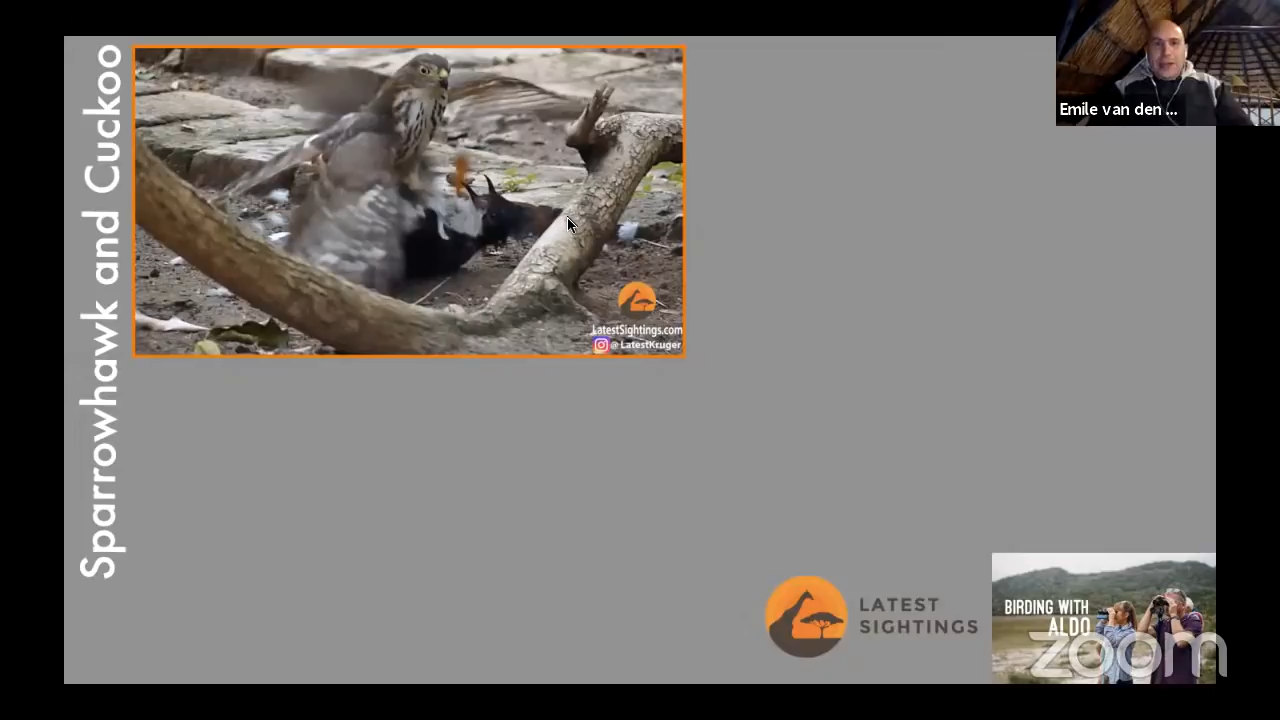 Sparrowhawk and Cuckoo
Emile van den ...
LatestSightings.com
@LatestKruger
LATEST
SIGHTINGS
BIRDING WITH
ALDO
zoom